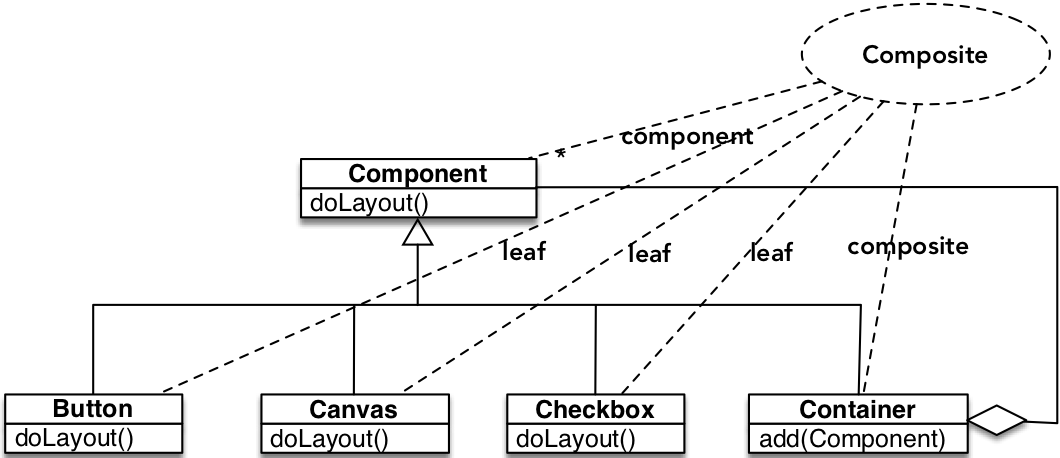 Composite
component
*
Component
doLayout()
leaf
leaf
leaf
composite
Button
doLayout()
Canvas
doLayout()
Checkbox
doLayout()
Container
add(Component)